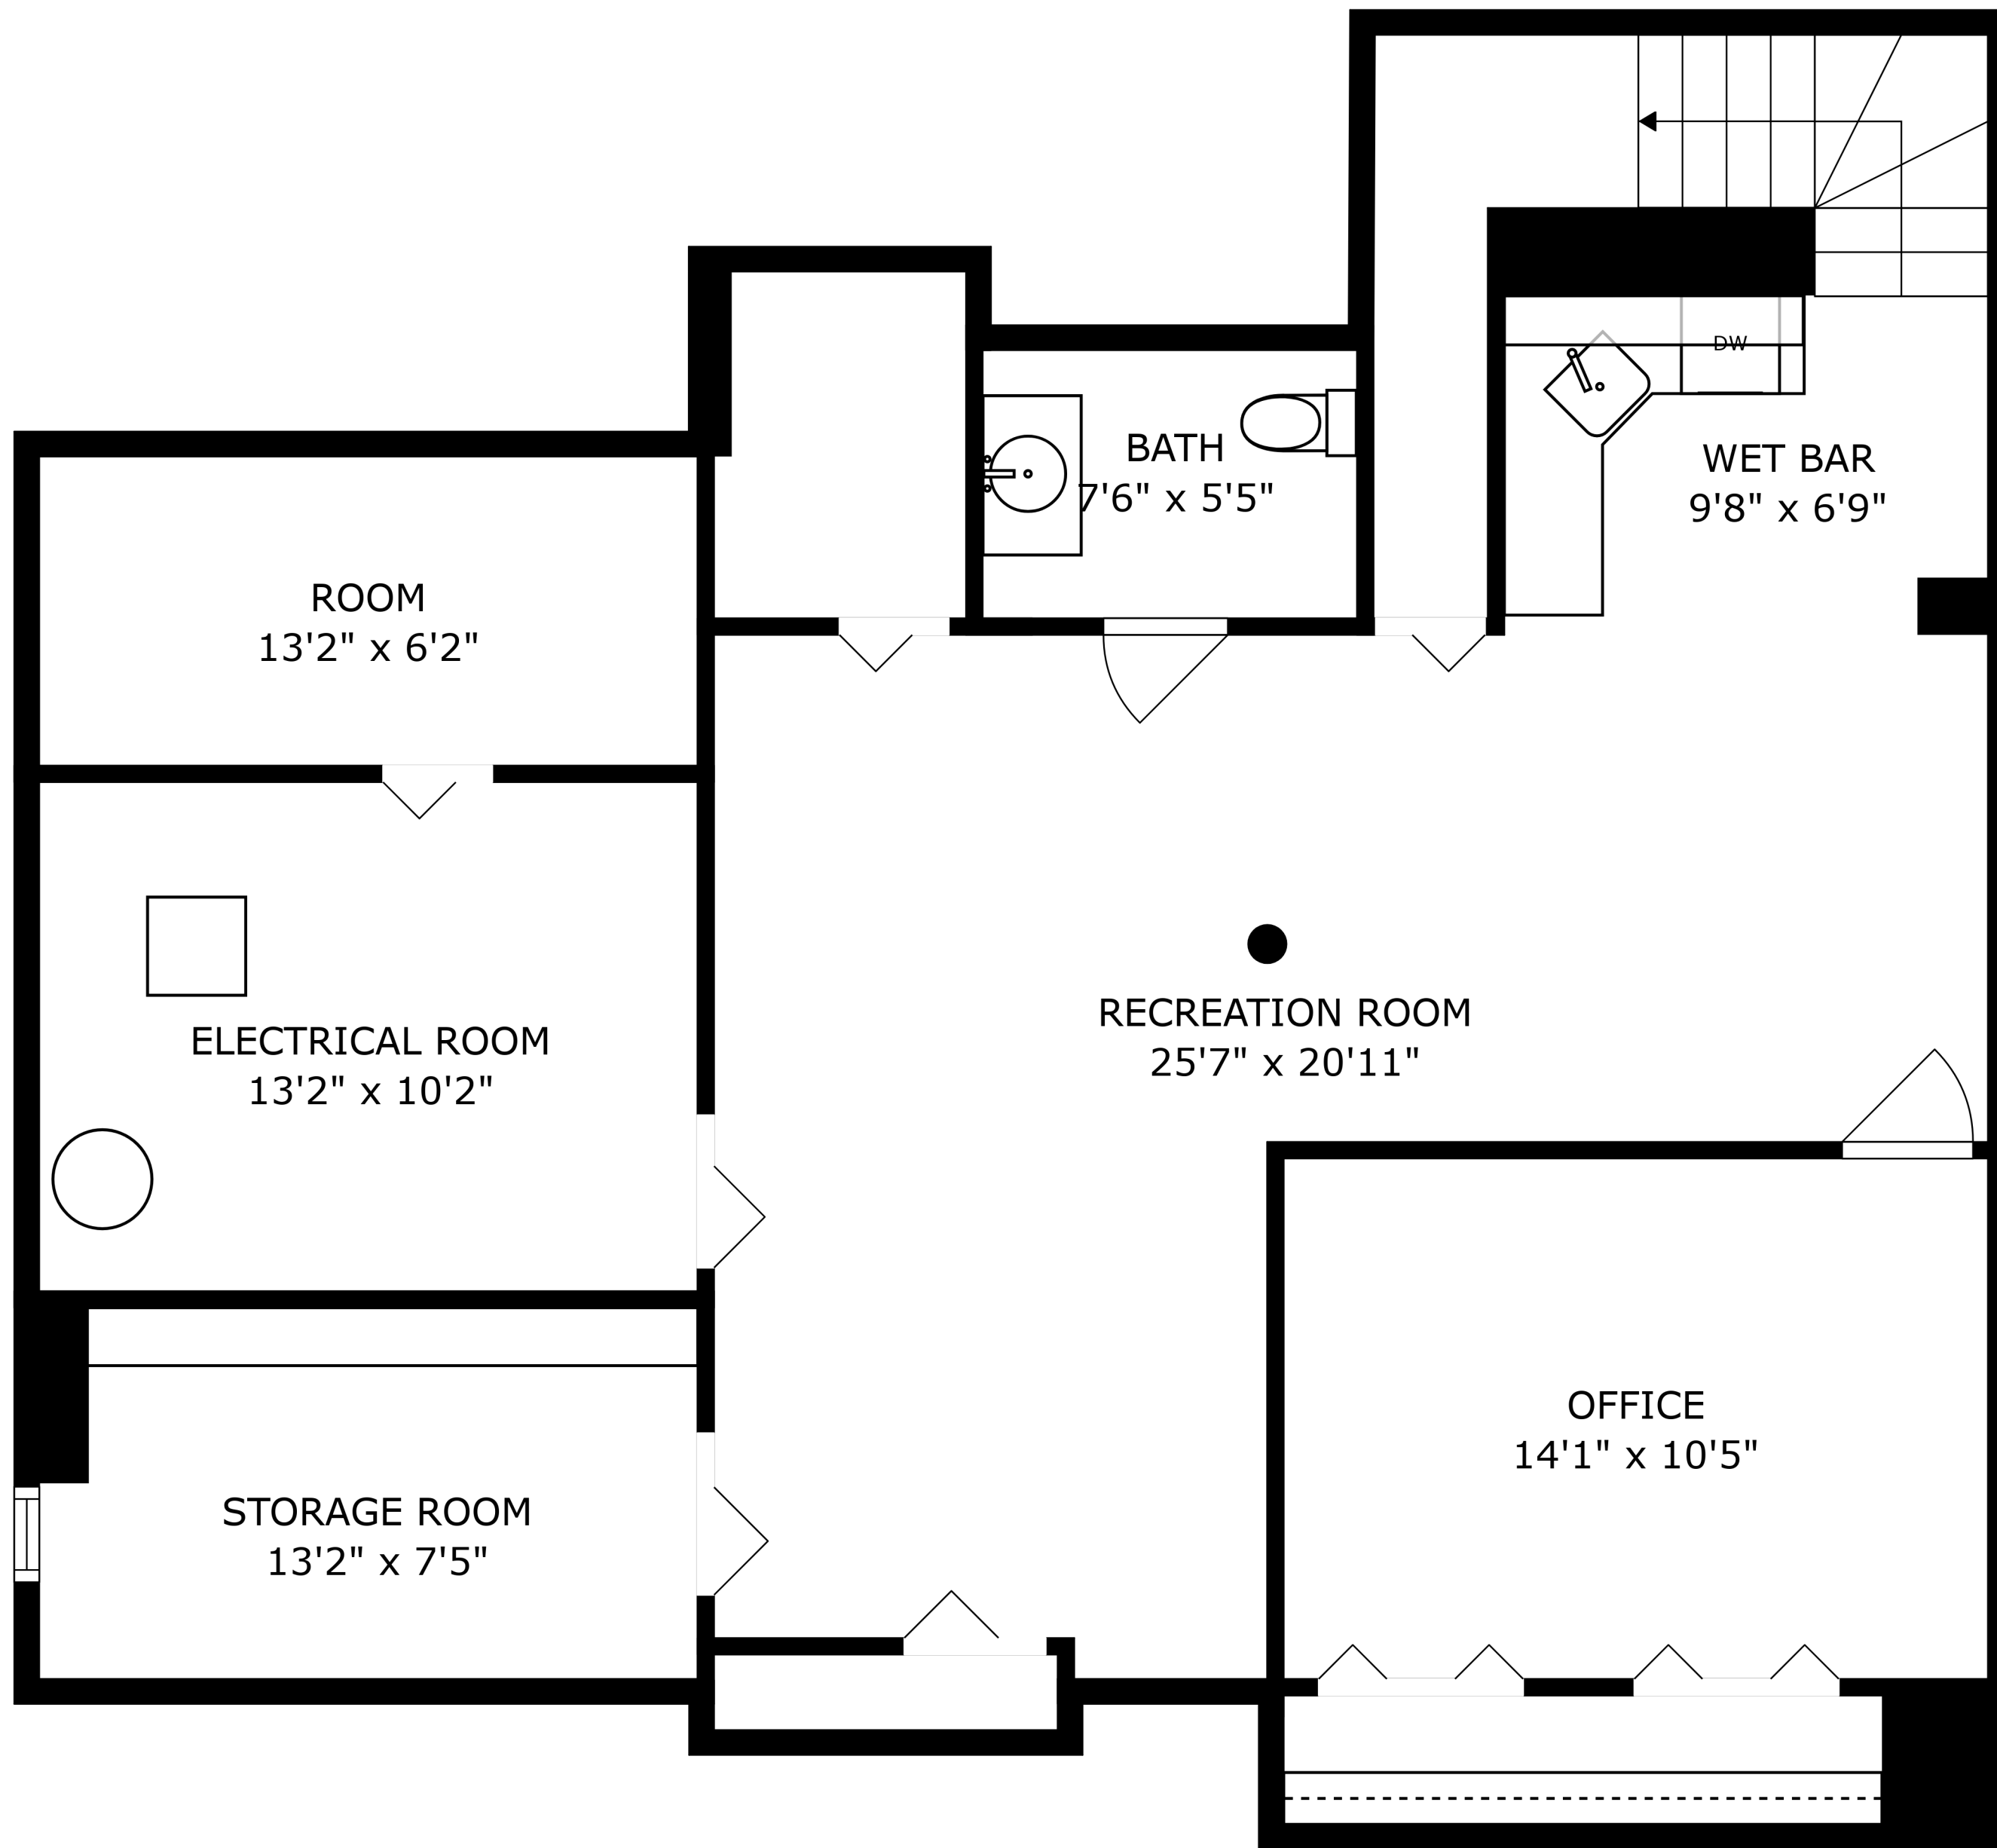 DW
BATH
7'6" x 5'5"
WET BAR
9'8" x 6'9"
ROOM
13'2" x 6'2"
RECREATION ROOM
25'7" x 20'11"
ELECTRICAL ROOM
13'2" x 10'2"
OFFICE
14'1" x 10'5"
STORAGE ROOM
13'2" x 7'5"